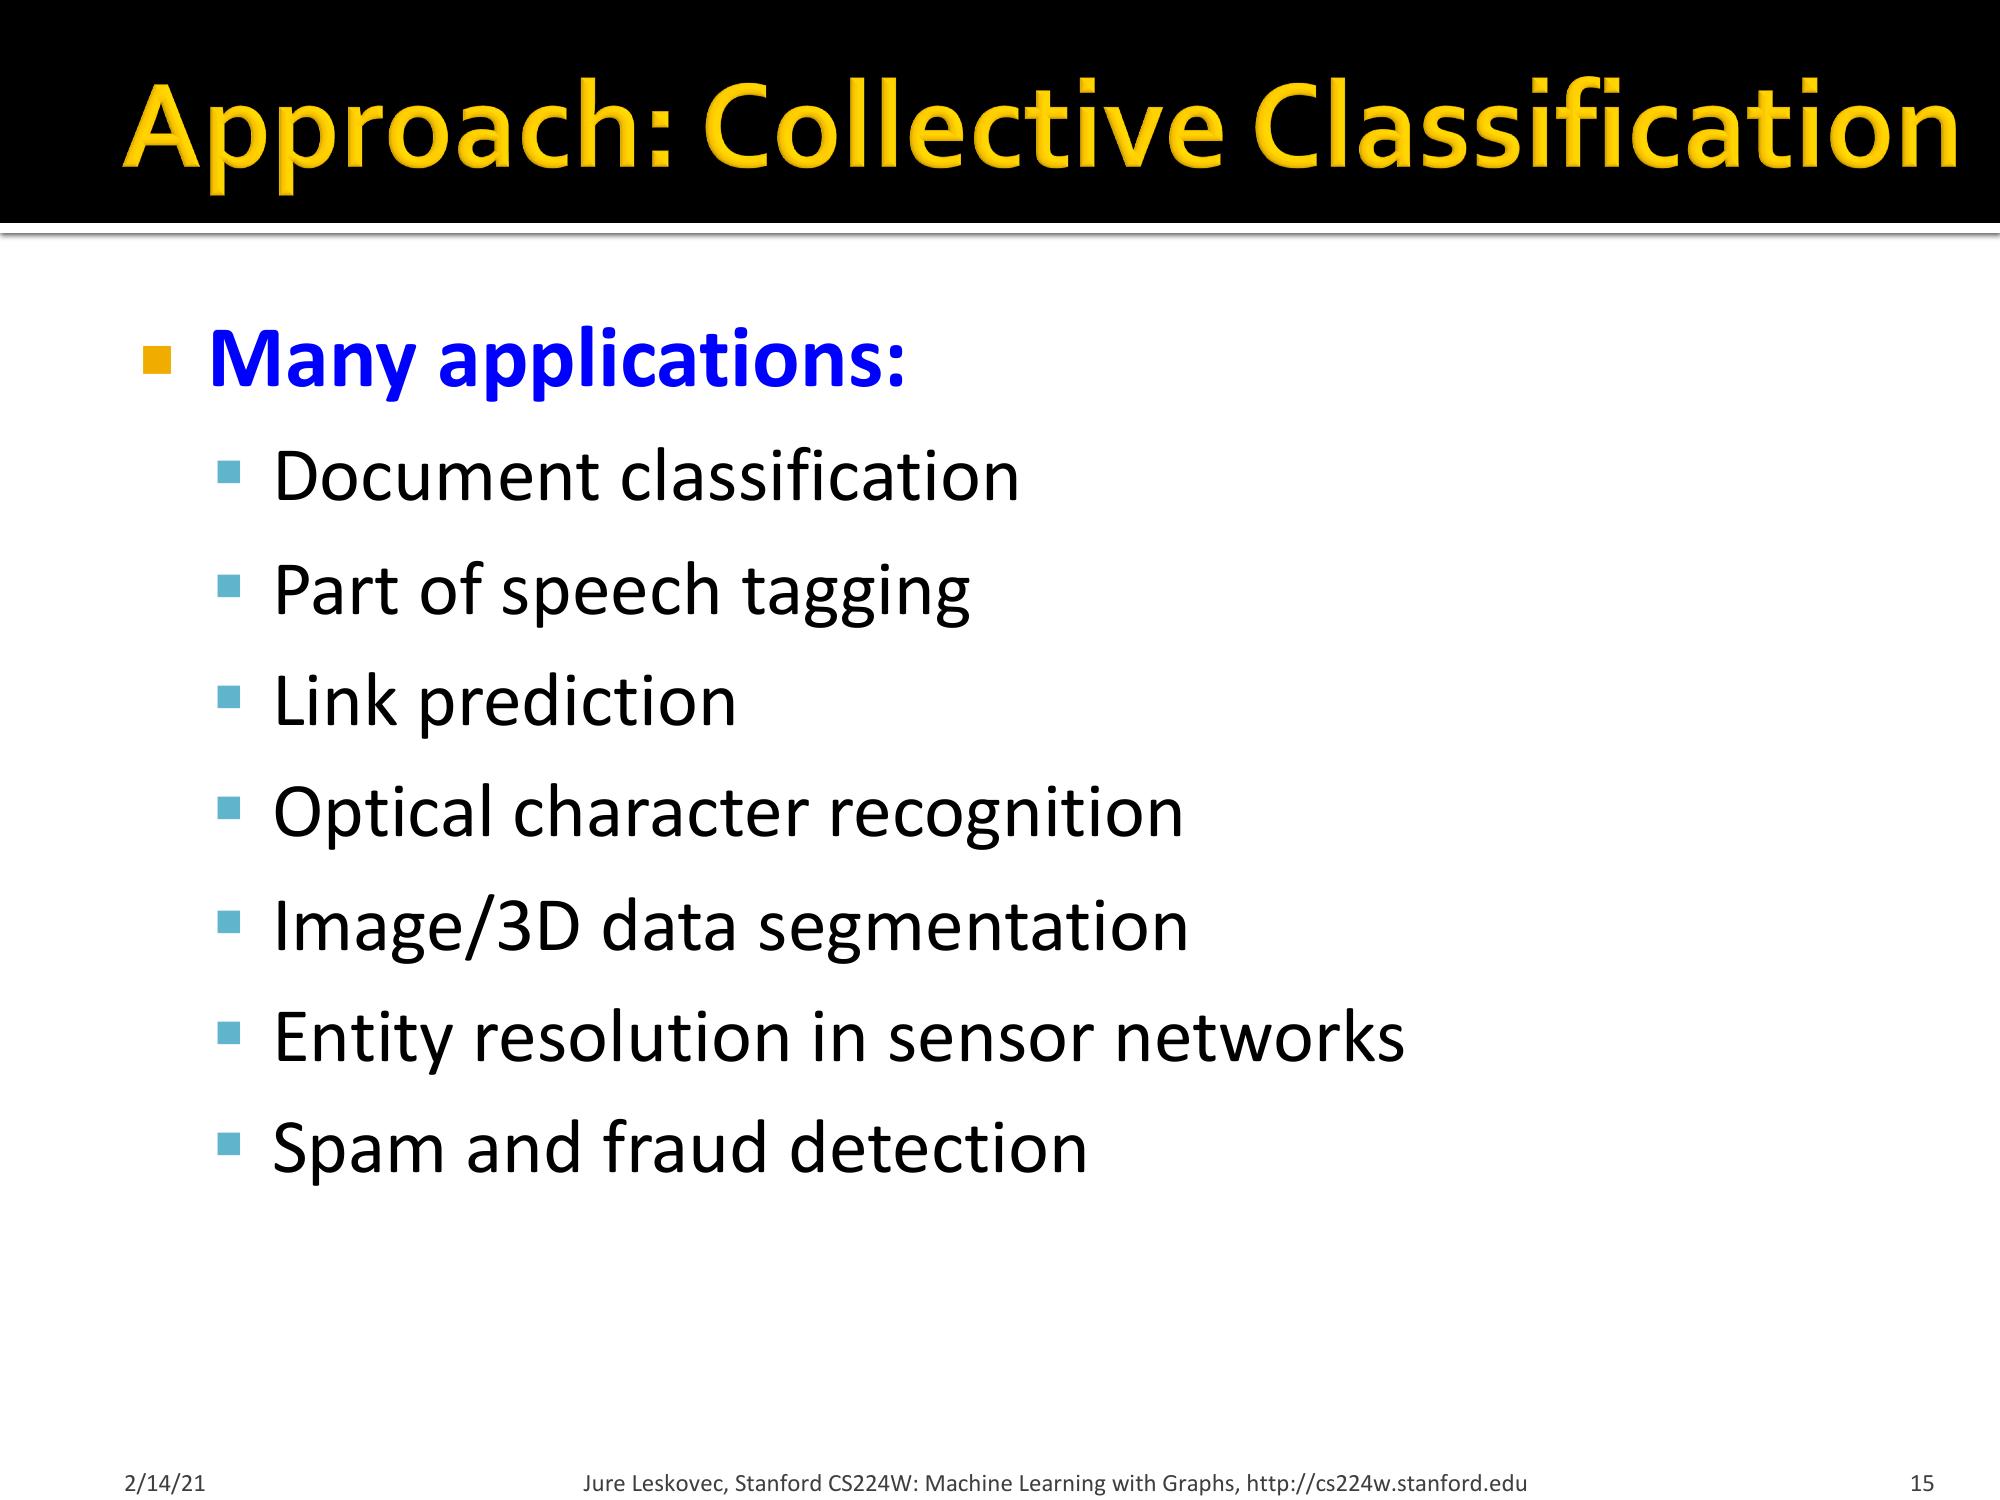 Approach: Collective Classification
Many applications:
Document classification
Part of speech tagging
Link prediction
Optical character recognition
Image/3D data segmentation
Entity resolution in sensor networks
Spam and fraud detection
2/14/21
Jure Leskovec, Stanford CS224W: Machine Learning with Graphs, http://cs224w.stanford.edu
15